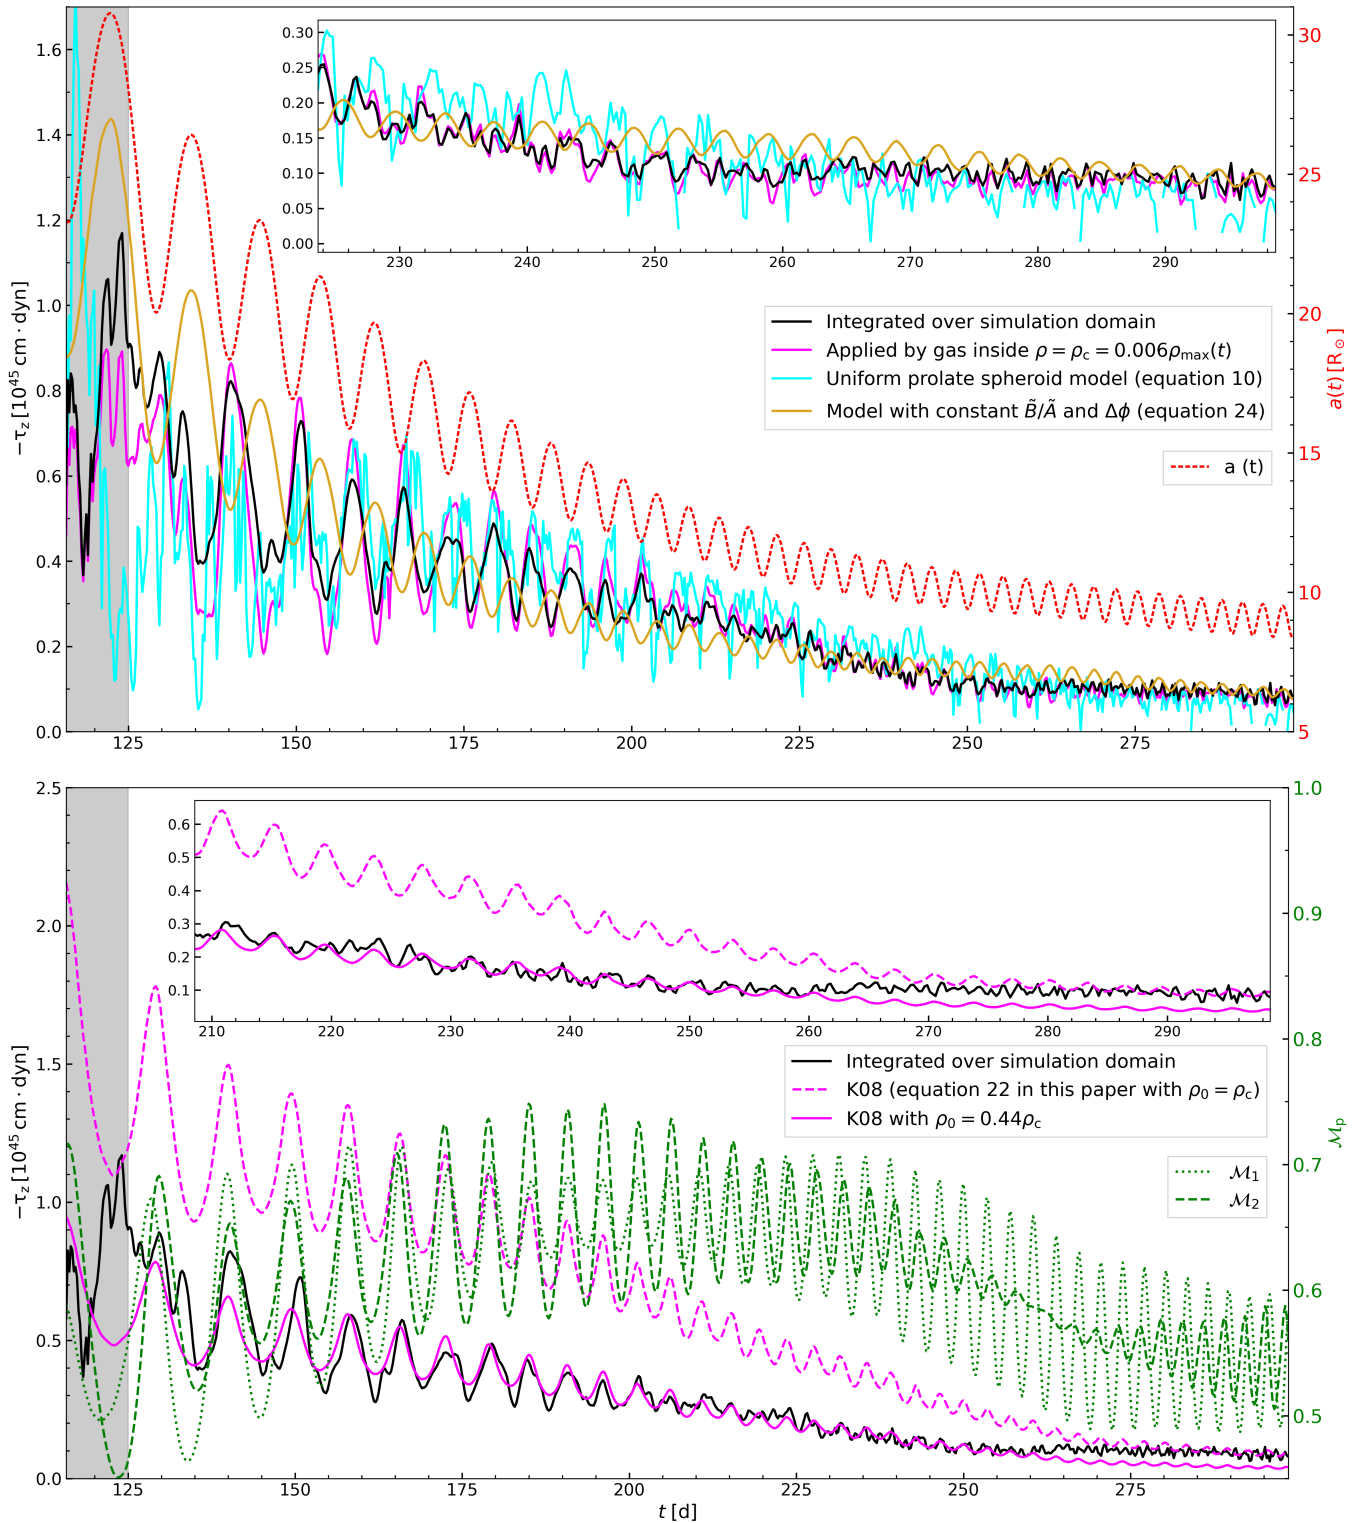 0.30
0.25
0.20
0.15
0.10
0.05
0.00
230 240 250 260 270 280 290
1.6
1.4
1.2
1.0
0.8
0.6
0.4
0.2
0.0
−τz [10^45 cm · dyn]
30
25
20
15
10
5
a(t) [R⊙]
Integrated over simulation domain
Applied by gas inside ρ = ρc = 0.006ρmax(t)
Uniform prolate spheroid model (equation 10)
Model with constant B̃/Ã and Δϕ (equation 24)
a (t)
125 150 175 200 225 250 275
2.5
2.0
1.5
1.0
0.5
0.0
−τz [10^45 cm · dyn]
0.6
0.5
0.4
0.3
0.2
0.1
210 220 230 240 250 260 270 280 290
1.0
0.9
0.8
0.7
0.6
0.5
ℳp
Integrated over simulation domain
K08 (equation 22 in this paper with ρ0 = ρc)
K08 with ρ0 = 0.44ρc
ℳ1
ℳ2
125 150 175 200 225 250 275
t [d]